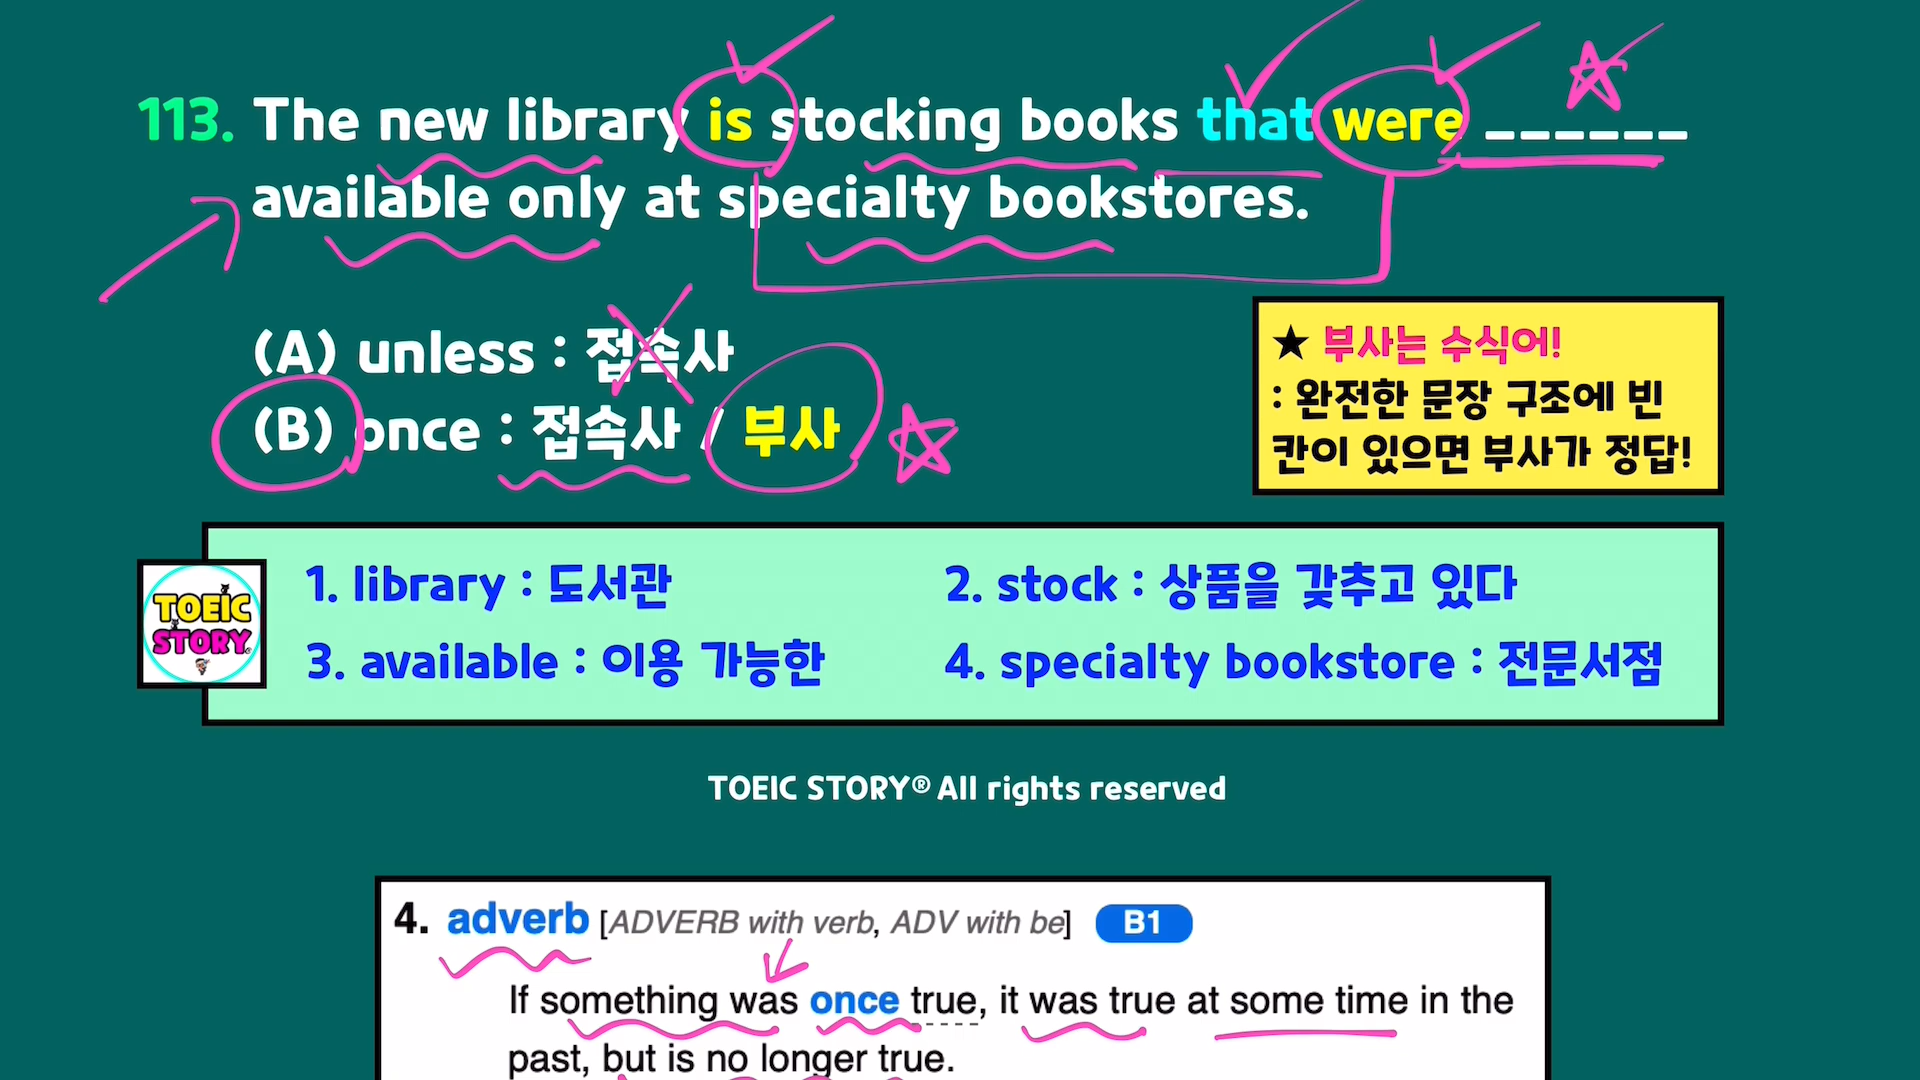 113. The new library is stocking books that were ______
available only at specialty bookstores.
(A) unless : 접속사
(B) once : 접속사 / 부사
★ 부사는 수식어!
: 완전한 문장 구조에 빈
칸이 있으면 부사가 정답!
1. library : 도서관
2. stock : 상품을 갖추고 있다
3. available : 이용 가능한
4. specialty bookstore : 전문서점
TOEIC
STORY
TOEIC STORY® All rights reserved
4. adverb [ADVERB with verb, ADV with be] B1
If something was once true, it was true at some time in the
past, but is no longer true.